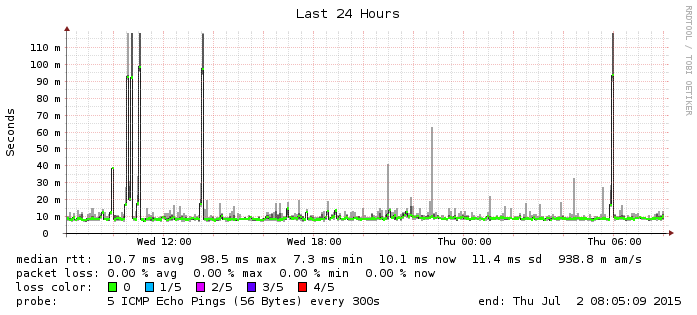 Last 24 Hours
RRDTOOL / TOBI OETIKER
Seconds
110 m
100 m
90 m
80 m
70 m
60 m
50 m
40 m
30 m
20 m
10 m
0
Wed 12:00 Wed 18:00 Thu 00:00 Thu 06:00
median rtt: 10.7 ms avg 98.5 ms max 7.3 ms min 10.1 ms now 11.4 ms sd 938.8 m am/s
packet loss: 0.00 % avg 0.00 % max 0.00 % min 0.00 % now
loss color: 0 1/5 2/5 3/5 4/5
probe: 5 ICMP Echo Pings (56 Bytes) every 300s end: Thu Jul 2 08:05:09 2015